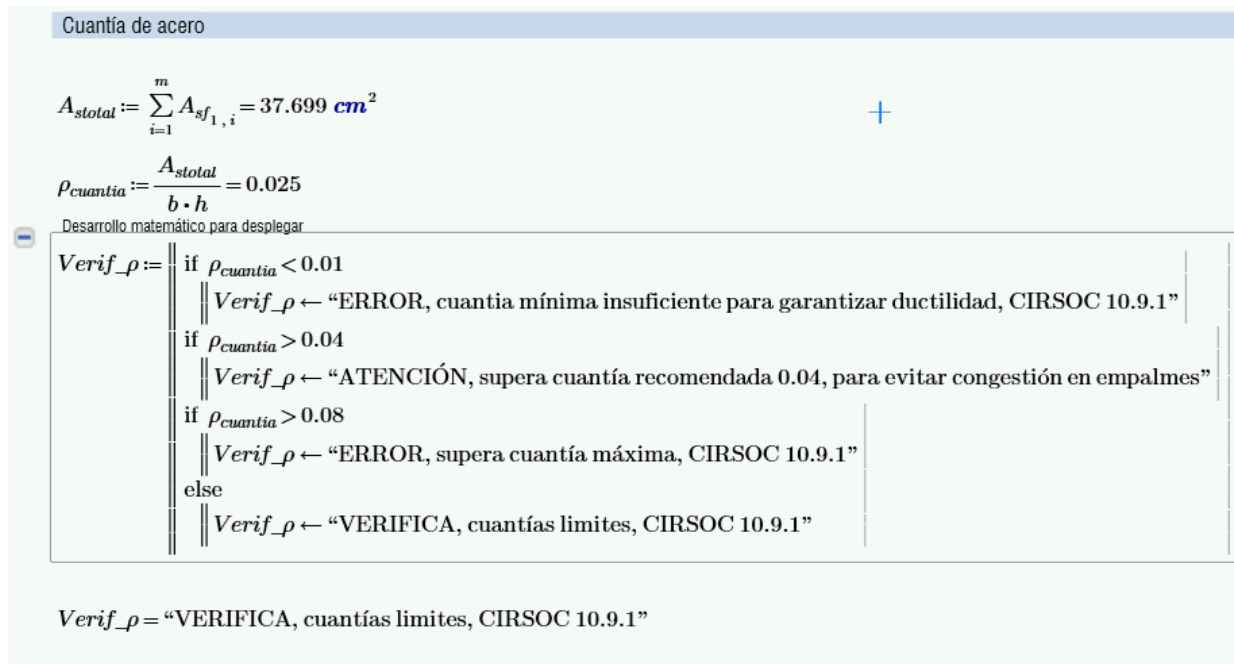 Cuantía de acero
A_stotal := ∑_{i=1}^{m} A_sf_{1,i} = 37.699 cm²
ρ_cuantia := A_stotal / (b · h) = 0.025
Desarrollo matemático para desplegar
Verif_ρ := if ρ_cuantia < 0.01
Verif_ρ ← “ERROR, cuantia mínima insuficiente para garantizar ductilidad, CIRSOC 10.9.1”
if ρ_cuantia > 0.04
Verif_ρ ← “ATENCIÓN, supera cuantía recomendada 0.04, para evitar congestión en empalmes”
if ρ_cuantia > 0.08
Verif_ρ ← “ERROR, supera cuantía máxima, CIRSOC 10.9.1”
else
Verif_ρ ← “VERIFICA, cuantías limites, CIRSOC 10.9.1”
Verif_ρ = “VERIFICA, cuantías limites, CIRSOC 10.9.1”